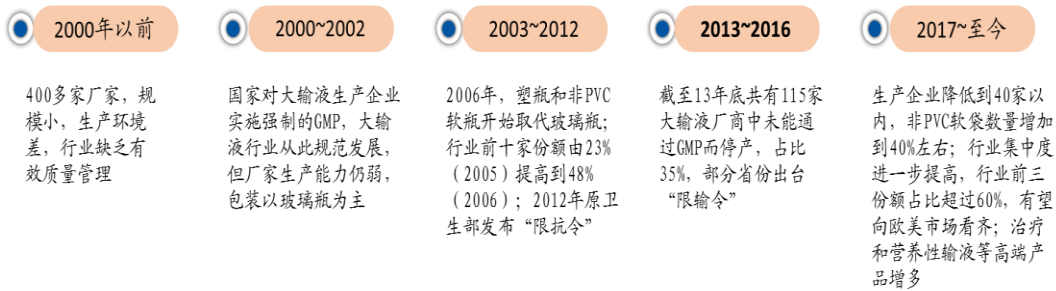 2000年以前
400多家厂家，规
模小，生产环境
差，行业缺乏有
效质量管理
2000~2002
国家对大输液生产企业
实施强制的GMP，大输
液行业从此规范发展，
但厂家生产能力仍弱，
包装以玻璃瓶为主
2003~2012
2006年，塑瓶和非PVC
软瓶开始取代玻璃瓶；
行业前十家份额由23%
（2005）提高到48%
（2006）；2012年原卫
生部发布“限抗令”
2013~2016
截至13年底共有115家
大输液厂商中未能通
过GMP而停产，占比
35%，部分省份出台
“限输令”
2017~至今
生产企业降低到40家以
内，非PVC软袋数量增加
到40%左右；行业集中度
进一步提高，行业前三
份额占比超过60%，有望
向欧美市场看齐；治疗
和营养性输液等高端产
品增多